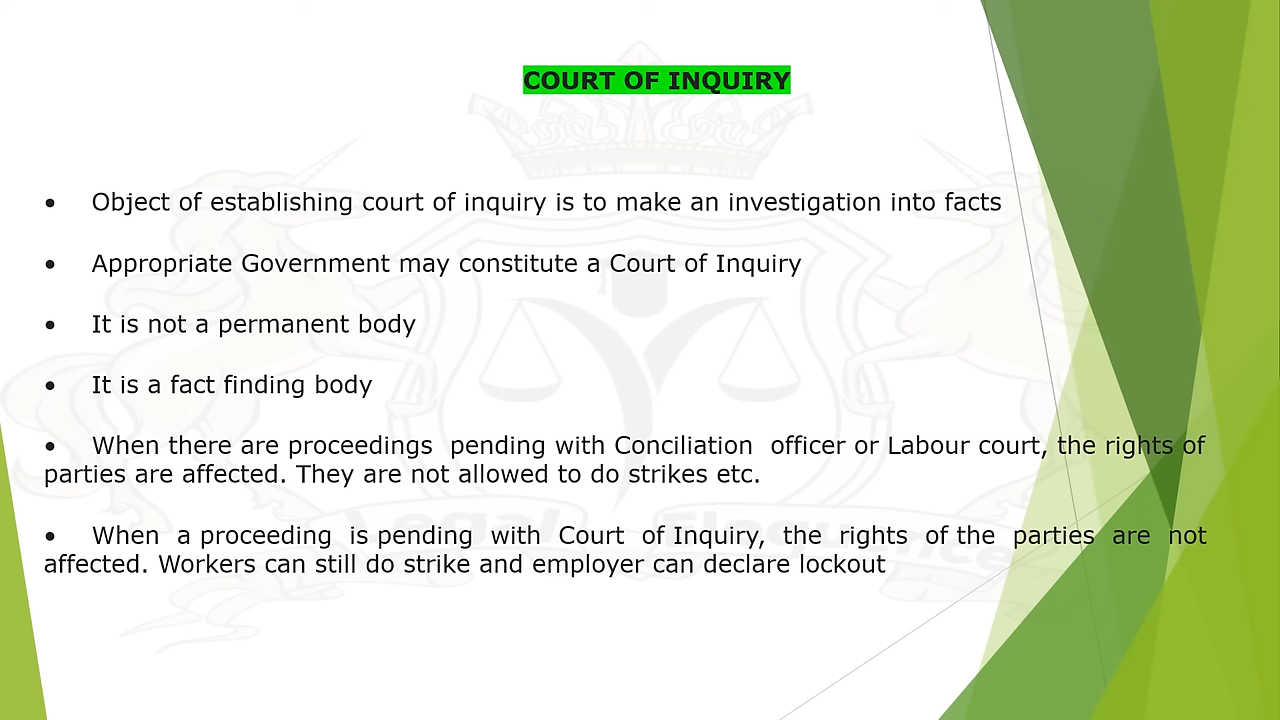 COURT OF INQUIRY
• Object of establishing court of inquiry is to make an investigation into facts
• Appropriate Government may constitute a Court of Inquiry
• It is not a permanent body
• It is a fact finding body
• When there are proceedings pending with Conciliation officer or Labour court, the rights of
parties are affected. They are not allowed to do strikes etc.
• When a proceeding is pending with Court of Inquiry, the rights of the parties are not
affected. Workers can still do strike and employer can declare lockout
Legal Eleguance